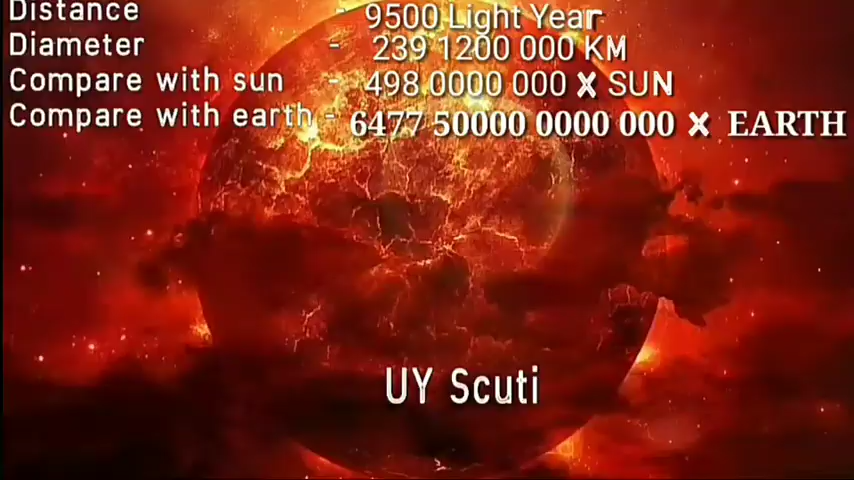 Distance - 9500 Light Year
Diameter - 239 1200 000 KM
Compare with sun - 498 0000 000 X SUN
Compare with earth - 6477 50000 0000 000 X EARTH
UY Scuti